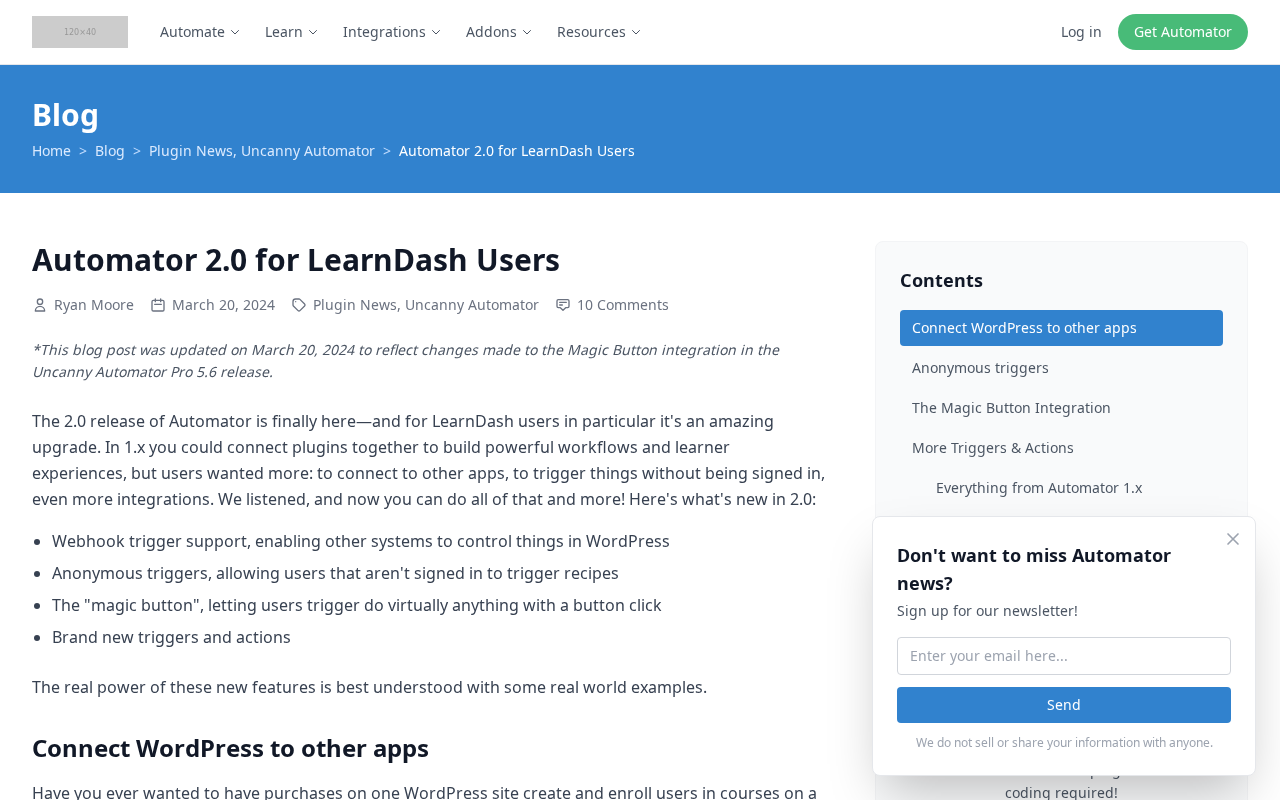 120×40
Automate
Learn
Integrations
Addons
Resources
Log in
Get Automator
Blog
Home > Blog > Plugin News, Uncanny Automator > Automator 2.0 for LearnDash Users
Automator 2.0 for LearnDash Users
Ryan Moore
March 20, 2024
Plugin News, Uncanny Automator
10 Comments
*This blog post was updated on March 20, 2024 to reflect changes made to the Magic Button integration in the
Uncanny Automator Pro 5.6 release.
The 2.0 release of Automator is finally here—and for LearnDash users in particular it's an amazing
upgrade. In 1.x you could connect plugins together to build powerful workflows and learner
experiences, but users wanted more: to connect to other apps, to trigger things without being signed in,
even more integrations. We listened, and now you can do all of that and more! Here's what's new in 2.0:
• Webhook trigger support, enabling other systems to control things in WordPress
• Anonymous triggers, allowing users that aren't signed in to trigger recipes
• The "magic button", letting users trigger do virtually anything with a button click
• Brand new triggers and actions
The real power of these new features is best understood with some real world examples.
Connect WordPress to other apps
Have you ever wanted to have purchases on one WordPress site create and enroll users in courses on a
Contents
Connect WordPress to other apps
Anonymous triggers
The Magic Button Integration
More Triggers & Actions
Everything from Automator 1.x
Don't want to miss Automator
news?
Sign up for our newsletter!
Enter your email here...
Send
We do not sell or share your information with anyone.
coding required!